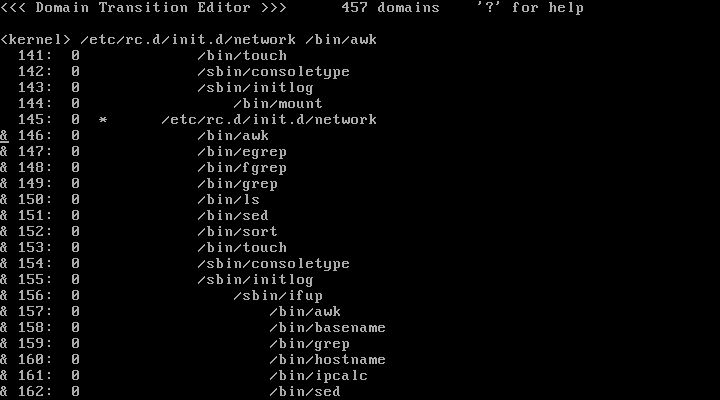 <<< Domain Transition Editor >>>      457 domains    '?' for help

<kernel> /etc/rc.d/init.d/network /bin/awk
  141:  0             /bin/touch
  142:  0             /sbin/consoletype
  143:  0             /sbin/initlog
  144:  0                 /bin/mount
  145:  0  *      /etc/rc.d/init.d/network
& 146:  0             /bin/awk
& 147:  0             /bin/egrep
& 148:  0             /bin/fgrep
& 149:  0             /bin/grep
& 150:  0             /bin/ls
& 151:  0             /bin/sed
& 152:  0             /bin/sort
& 153:  0             /bin/touch
& 154:  0             /sbin/consoletype
& 155:  0             /sbin/initlog
& 156:  0                 /sbin/ifup
& 157:  0                     /bin/awk
& 158:  0                     /bin/basename
& 159:  0                     /bin/grep
& 160:  0                     /bin/hostname
& 161:  0                     /bin/ipcalc
& 162:  0                     /bin/sed